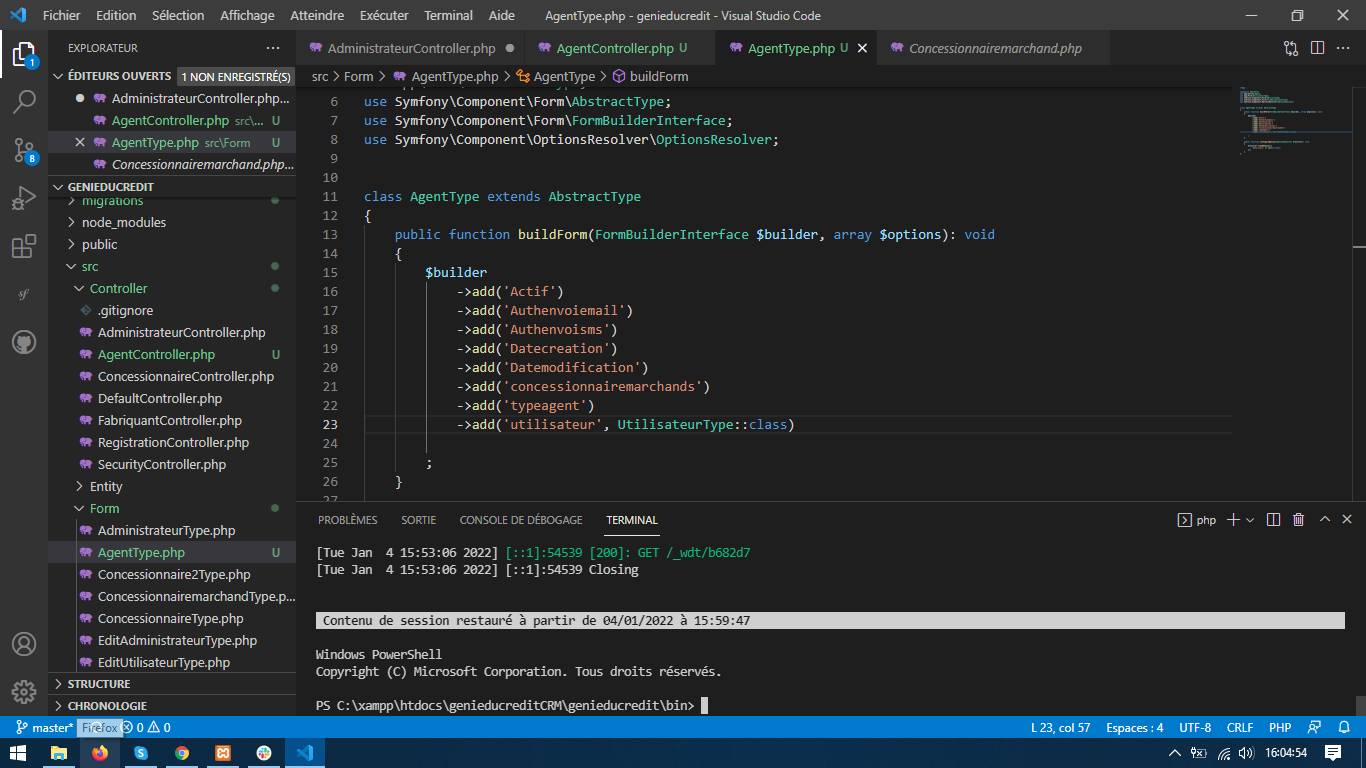 Fichier Edition Sélection Affichage Atteindre Exécuter Terminal Aide AgentType.php - genieducredit - Visual Studio Code
EXPLORATEUR
ÉDITEURS OUVERTS 1 NON ENREGISTRÉ(S)
AdministrateurController.php...
AgentController.php src\... U
AgentType.php src\Form U
Concessionnairemarchand.php...
GENIEDUCREDIT
migrations
node_modules
public
src
Controller
.gitignore
AdministrateurController.php
AgentController.php U
ConcessionnaireController.php
DefaultController.php
FabriquantController.php
RegistrationController.php
SecurityController.php
Entity
Form
AdministrateurType.php
AgentType.php U
Concessionnaire2Type.php
ConcessionnairemarchandType.p...
ConcessionnaireType.php
EditAdministrateurType.php
EditUtilisateurType.php
STRUCTURE
CHRONOLOGIE
1
8
AdministrateurController.php AgentController.php U AgentType.php U Concessionnairemarchand.php
src > Form > AgentType.php > AgentType > buildForm
6 use Symfony\Component\Form\AbstractType;
7 use Symfony\Component\Form\FormBuilderInterface;
8 use Symfony\Component\OptionsResolver\OptionsResolver;
9
10
11 class AgentType extends AbstractType
12 {
13 public function buildForm(FormBuilderInterface $builder, array $options): void
14 {
15 $builder
16 ->add('Actif')
17 ->add('Authenvoiemail')
18 ->add('Authenvoisms')
19 ->add('Datecreation')
20 ->add('Datemodification')
21 ->add('concessionnairemarchands')
22 ->add('typeagent')
23 ->add('utilisateur', UtilisateurType::class)
24
25 ;
26 }
27
PROBLÈMES SORTIE CONSOLE DE DÉBOGAGE TERMINAL php
[Tue Jan  4 15:53:06 2022] [::1]:54539 [200]: GET /_wdt/b682d7
[Tue Jan  4 15:53:06 2022] [::1]:54539 Closing
Contenu de session restauré à partir de 04/01/2022 à 15:59:47
Windows PowerShell
Copyright (C) Microsoft Corporation. Tous droits réservés.
PS C:\xampp\htdocs\genieducreditCRM\genieducredit\bin>
master* Firefox 0 0 L 23, col 57 Espaces : 4 UTF-8 CRLF PHP
16:04:54